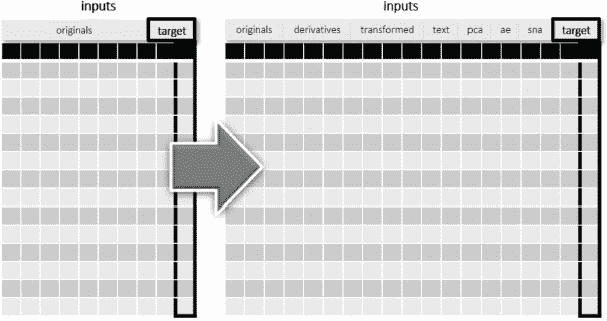 inputs
originals target
inputs
originals derivatives transformed text pca ae sna target